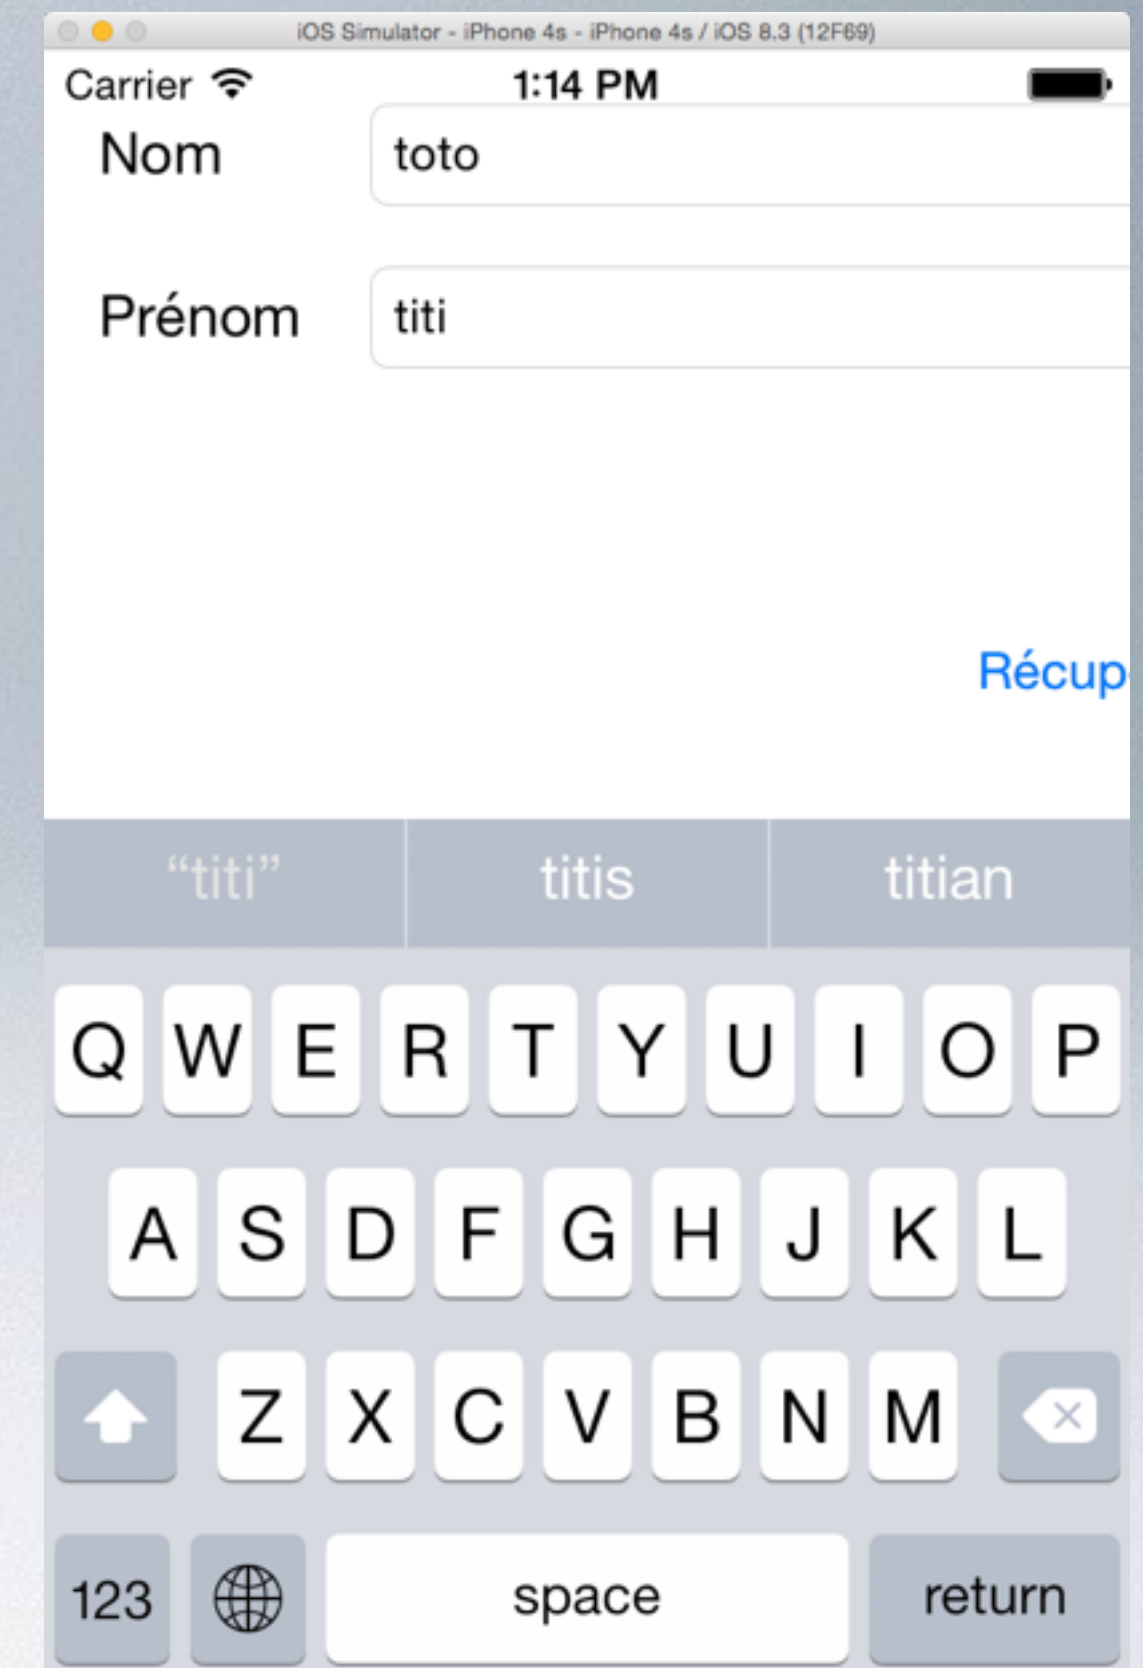 iOS Simulator - iPhone 4s - iPhone 4s / iOS 8.3 (12F69)
Carrier 1:14 PM
Nom toto
Prénom titi
Récup
“titi” titis titian
Q W E R T Y U I O P
A S D F G H J K L
Z X C V B N M
123 space return